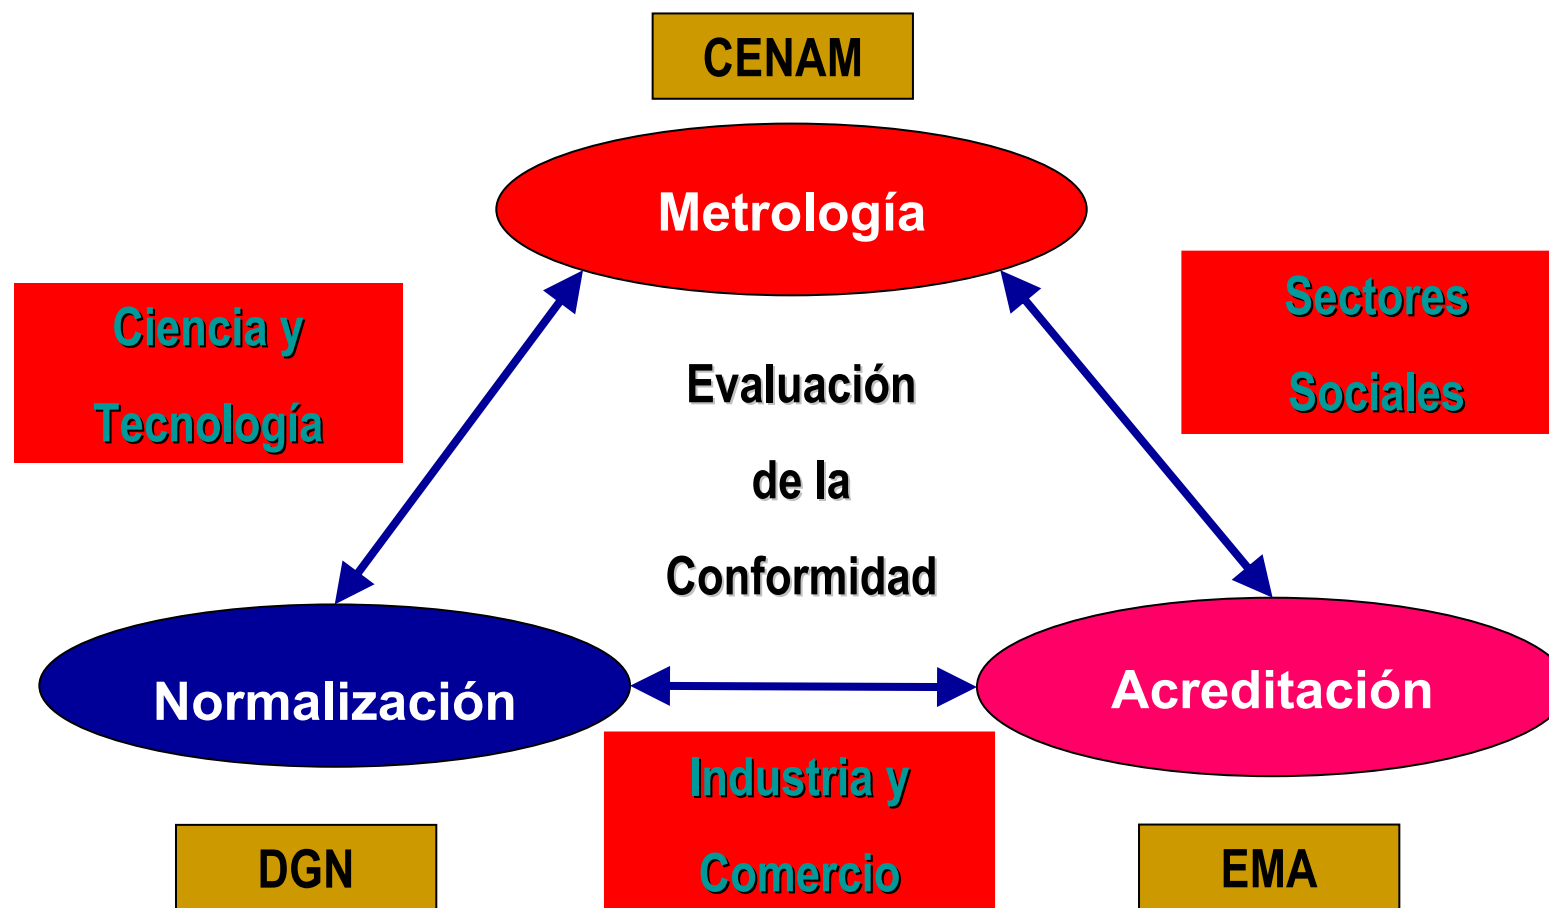 CENAM
Metrología
Ciencia y
Tecnología
Sectores
Sociales
Evaluación
de la
Conformidad
Normalización
Acreditación
Industria y
Comercio
DGN
EMA